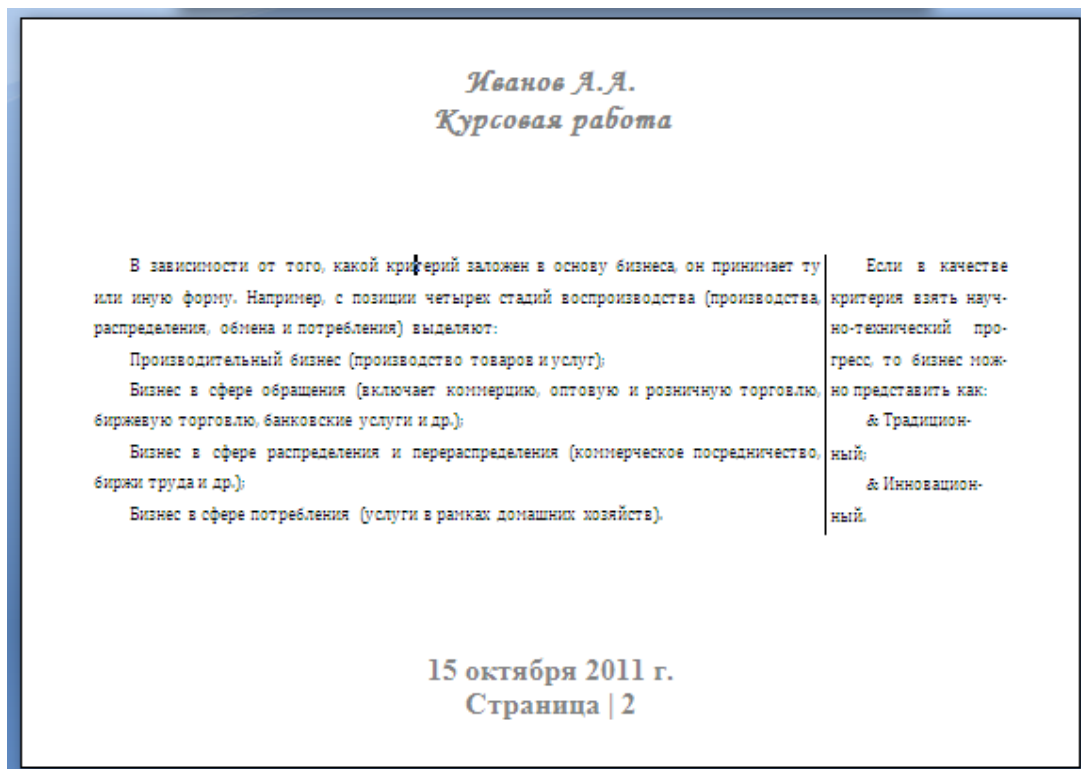 Иванов А.А.
Курсовая работа
В зависимости от того, какой критерий заложен в основу бизнеса, он принимает ту
или иную форму. Например, с позиции четырех стадий воспроизводства (производства,
распределения, обмена и потребления) выделяют:
Производительный бизнес (производство товаров и услуг);
Бизнес в сфере обращения (включает коммерцию, оптовую и розничную торговлю,
биржевую торговлю, банковские услуги и др.);
Бизнес в сфере распределения и перераспределения (коммерческое посредничество,
биржи труда и др.);
Бизнес в сфере потребления (услуги в рамках домашних хозяйств).
Если в качестве
критерия взять науч-
но-технический про-
гресс, то бизнес мож-
но представить как:
& Традицион-
ный;
& Инновацион-
ный.
15 октября 2011 г.
Страница | 2